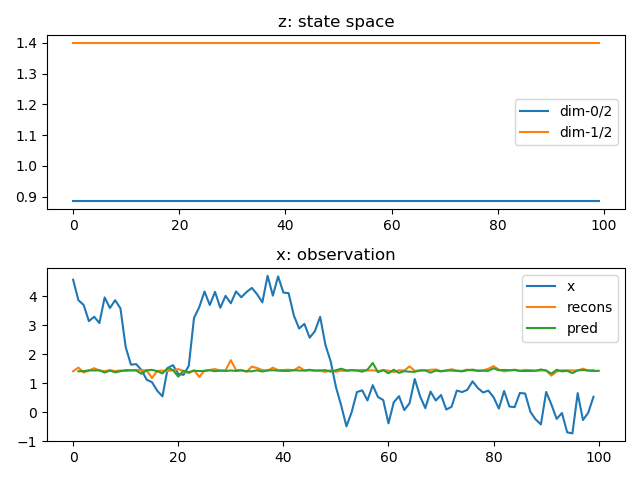 z: state space
1.4
1.3
1.2
1.1
1.0
0.9
dim-0/2
dim-1/2
0 20 40 60 80 100
x: observation
4
3
2
1
0
−1
x
recons
pred
0 20 40 60 80 100